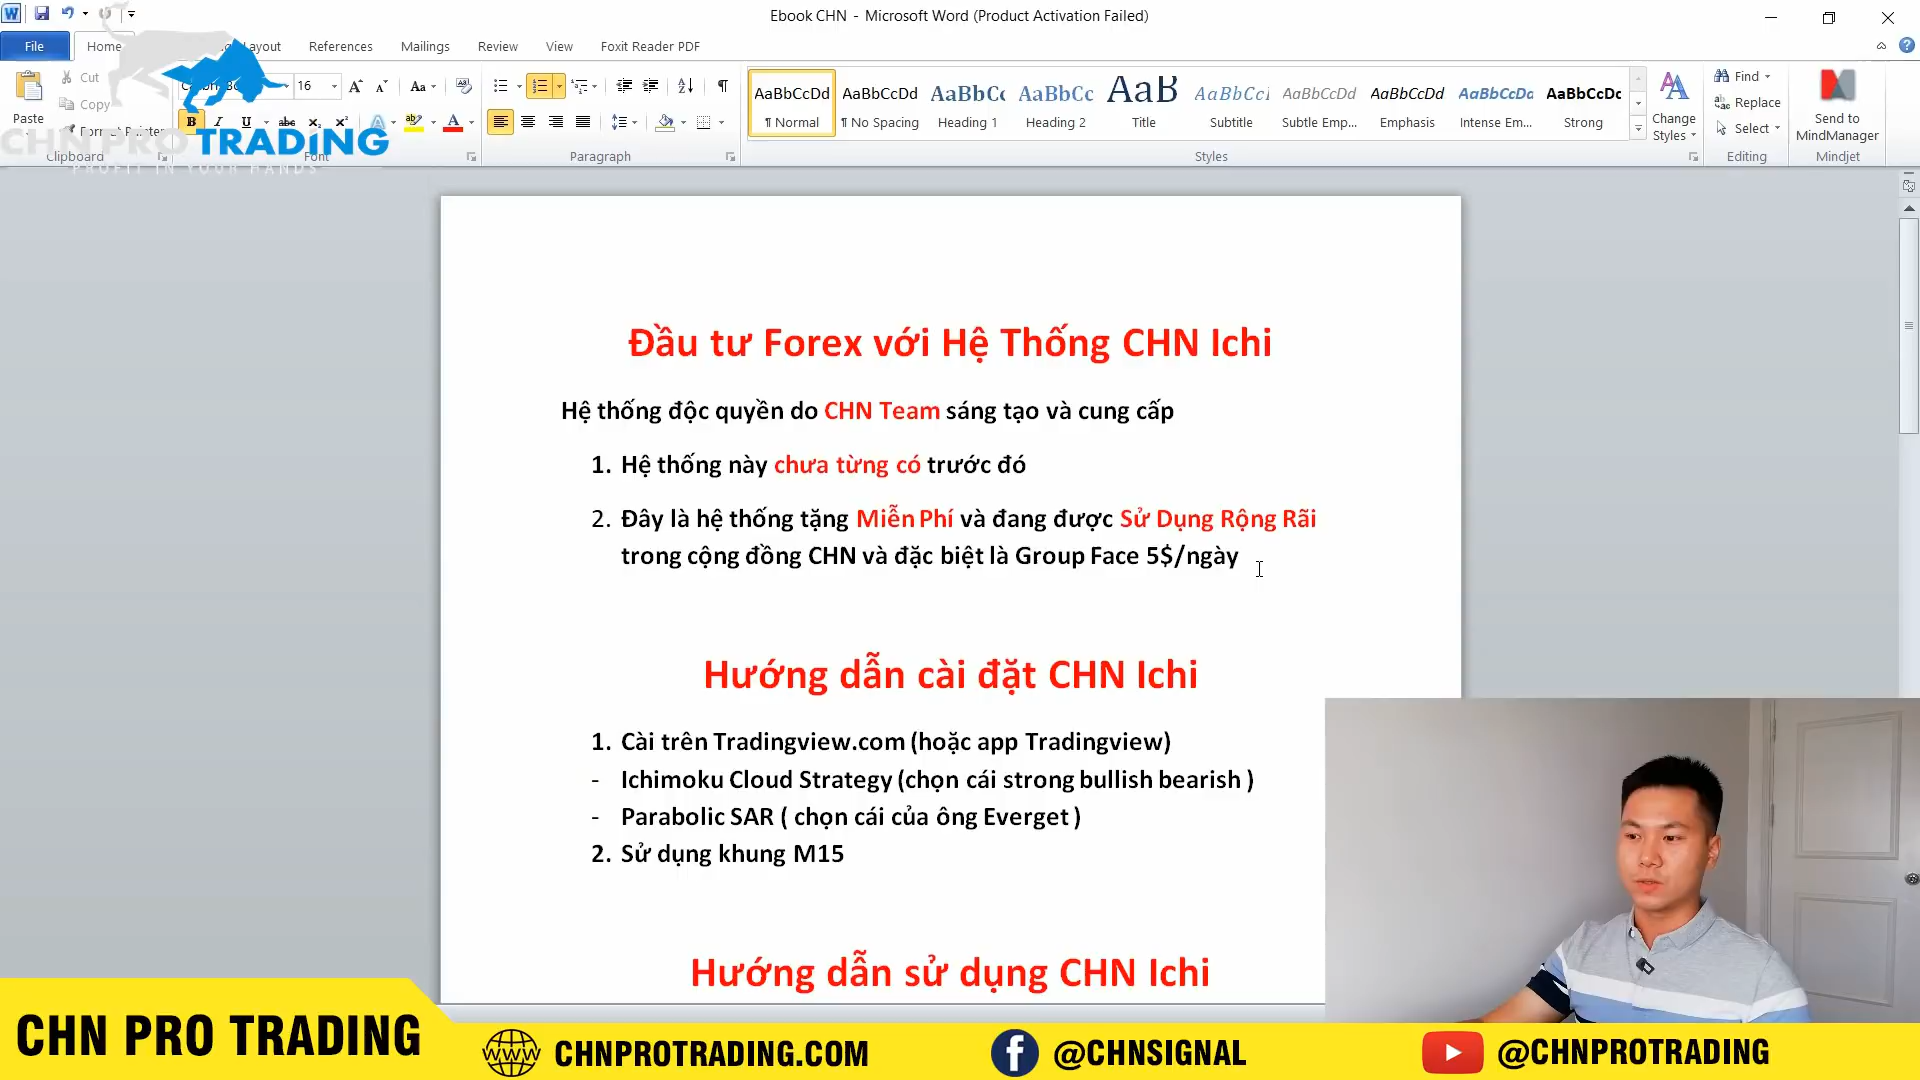 Ebook CHN - Microsoft Word (Product Activation Failed)
File Home Layout References Mailings Review View Foxit Reader PDF
Cut
Copy
Format Painter
Paste
Clipboard
16
Font
Paragraph
AaBbCcDd AaBbCcDd AaBbCc AaBbCc AaB AaBbCcI AaBbCcDd AaBbCcDd AaBbCcDd AaBbCcDc
¶ Normal ¶ No Spacing Heading 1 Heading 2 Title Subtitle Subtle Emp... Emphasis Intense Em... Strong
Styles
Change Styles
Find
Replace
Select
Editing
Send to MindManager
Mindjet
CHN PRO TRADING
PROFIT IN YOUR HANDS
Đầu tư Forex với Hệ Thống CHN Ichi
Hệ thống độc quyền do CHN Team sáng tạo và cung cấp
1. Hệ thống này chưa từng có trước đó
2. Đây là hệ thống tặng Miễn Phí và đang được Sử Dụng Rộng Rãi
trong cộng đồng CHN và đặc biệt là Group Face 5$/ngày
Hướng dẫn cài đặt CHN Ichi
1. Cài trên Tradingview.com (hoặc app Tradingview)
- Ichimoku Cloud Strategy (chọn cái strong bullish bearish )
- Parabolic SAR ( chọn cái của ông Everget )
2. Sử dụng khung M15
Hướng dẫn sử dụng CHN Ichi
CHN PRO TRADING
WWW CHNPROTRADING.COM
@CHNSIGNAL
@CHNPROTRADING